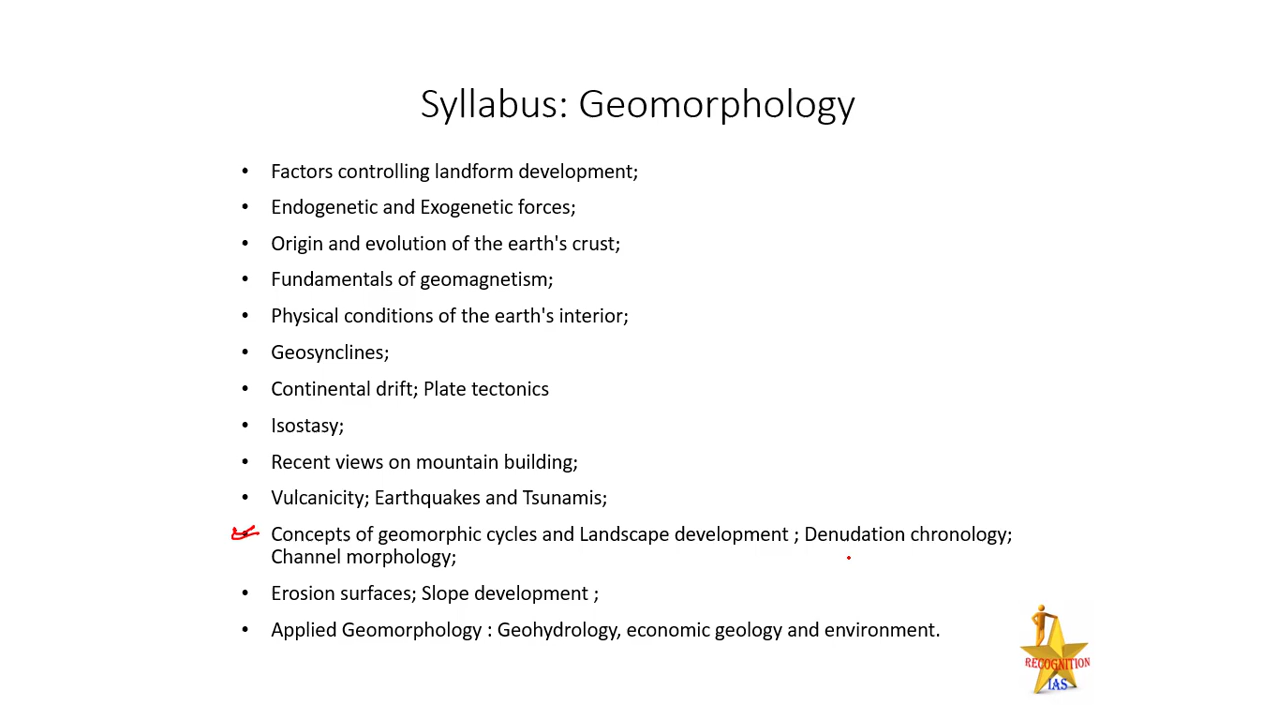 Syllabus: Geomorphology
• Factors controlling landform development;
• Endogenetic and Exogenetic forces;
• Origin and evolution of the earth's crust;
• Fundamentals of geomagnetism;
• Physical conditions of the earth's interior;
• Geosynclines;
• Continental drift; Plate tectonics
• Isostasy;
• Recent views on mountain building;
• Vulcanicity; Earthquakes and Tsunamis;
• Concepts of geomorphic cycles and Landscape development ; Denudation chronology;
Channel morphology;
• Erosion surfaces; Slope development ;
• Applied Geomorphology : Geohydrology, economic geology and environment.
RECOGNITION
IAS